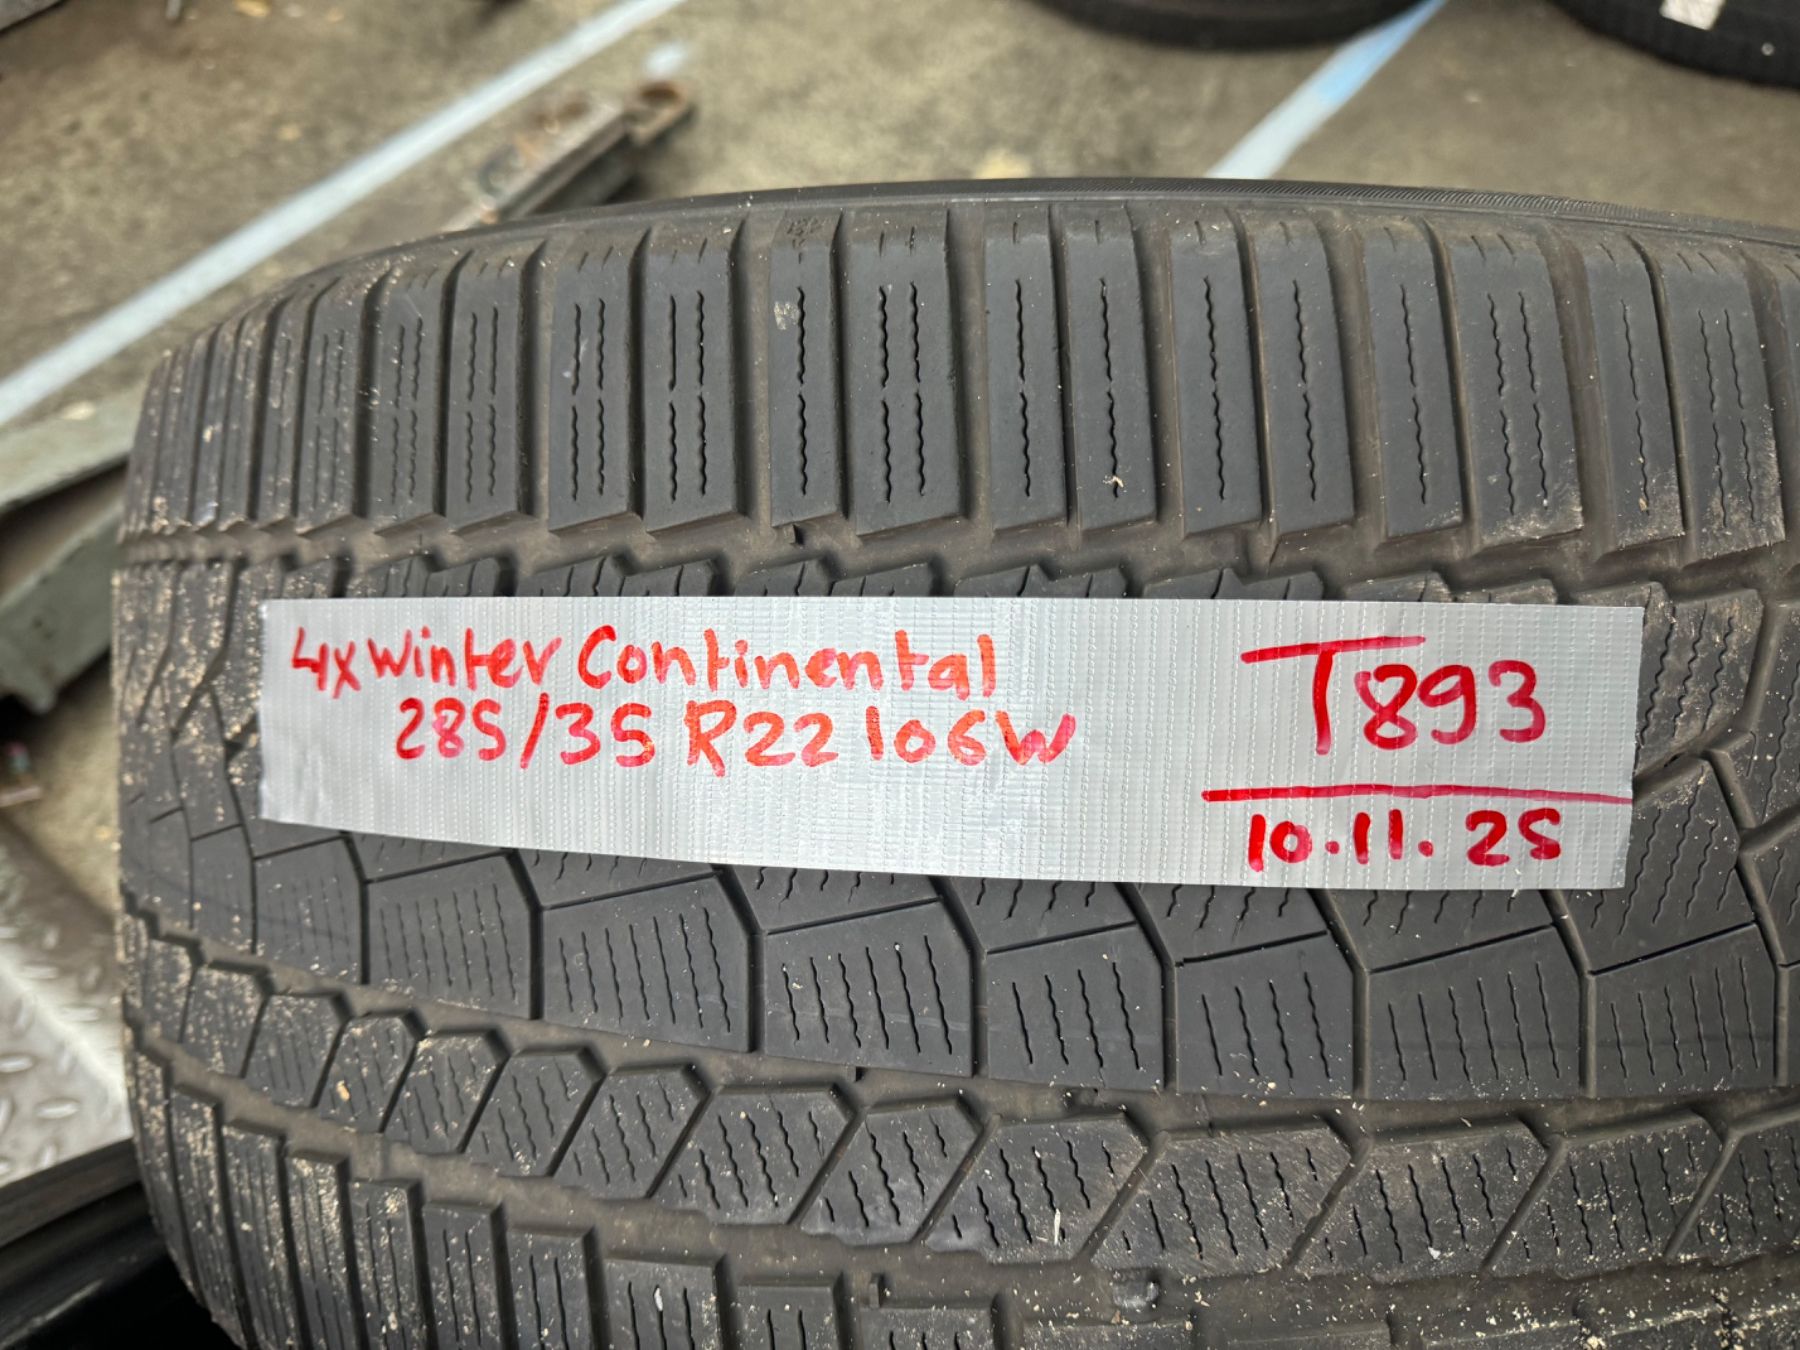 4x Winter Continental
285/35 R22 106W
T893
10.11.25